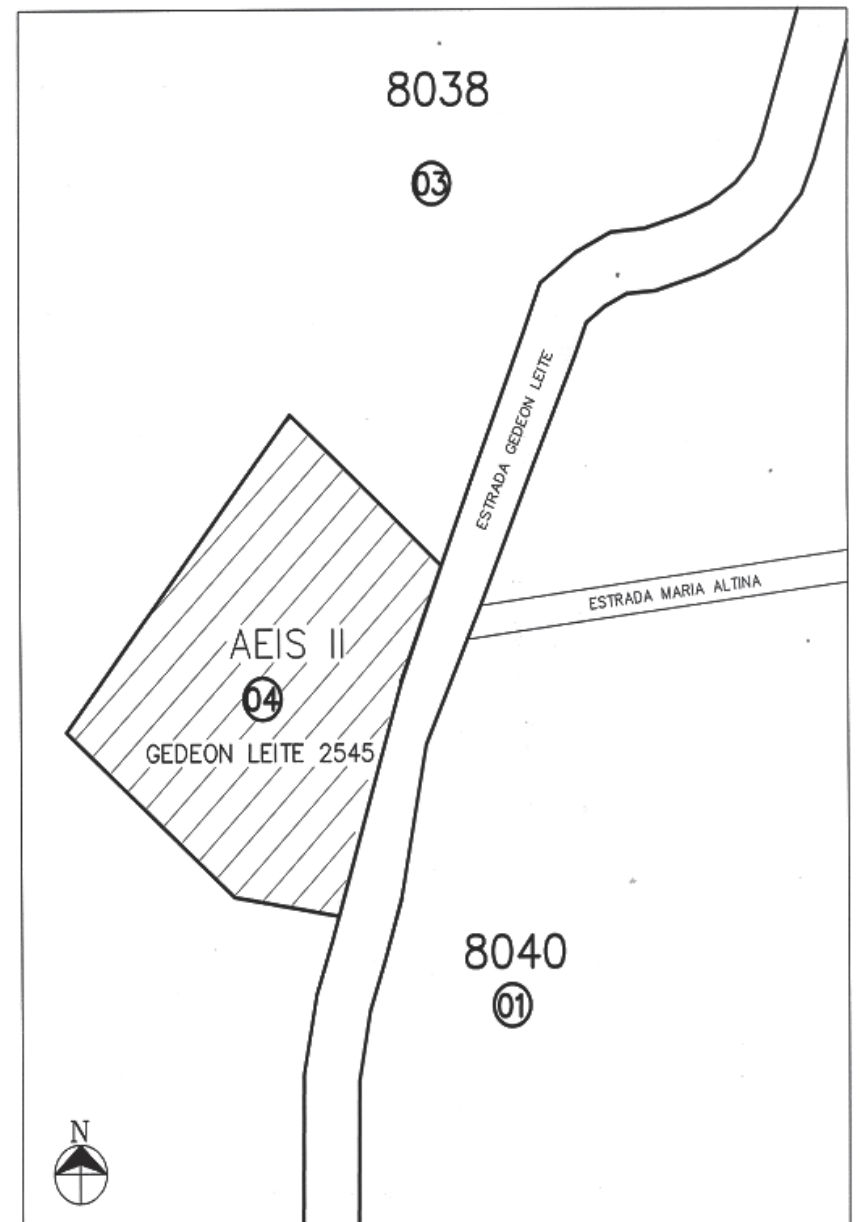 8038
03
ESTRADA GEDEON LEITE
ESTRADA MARIA ALTINA
AEIS II
04
GEDEON LEITE 2545
8040
01
N